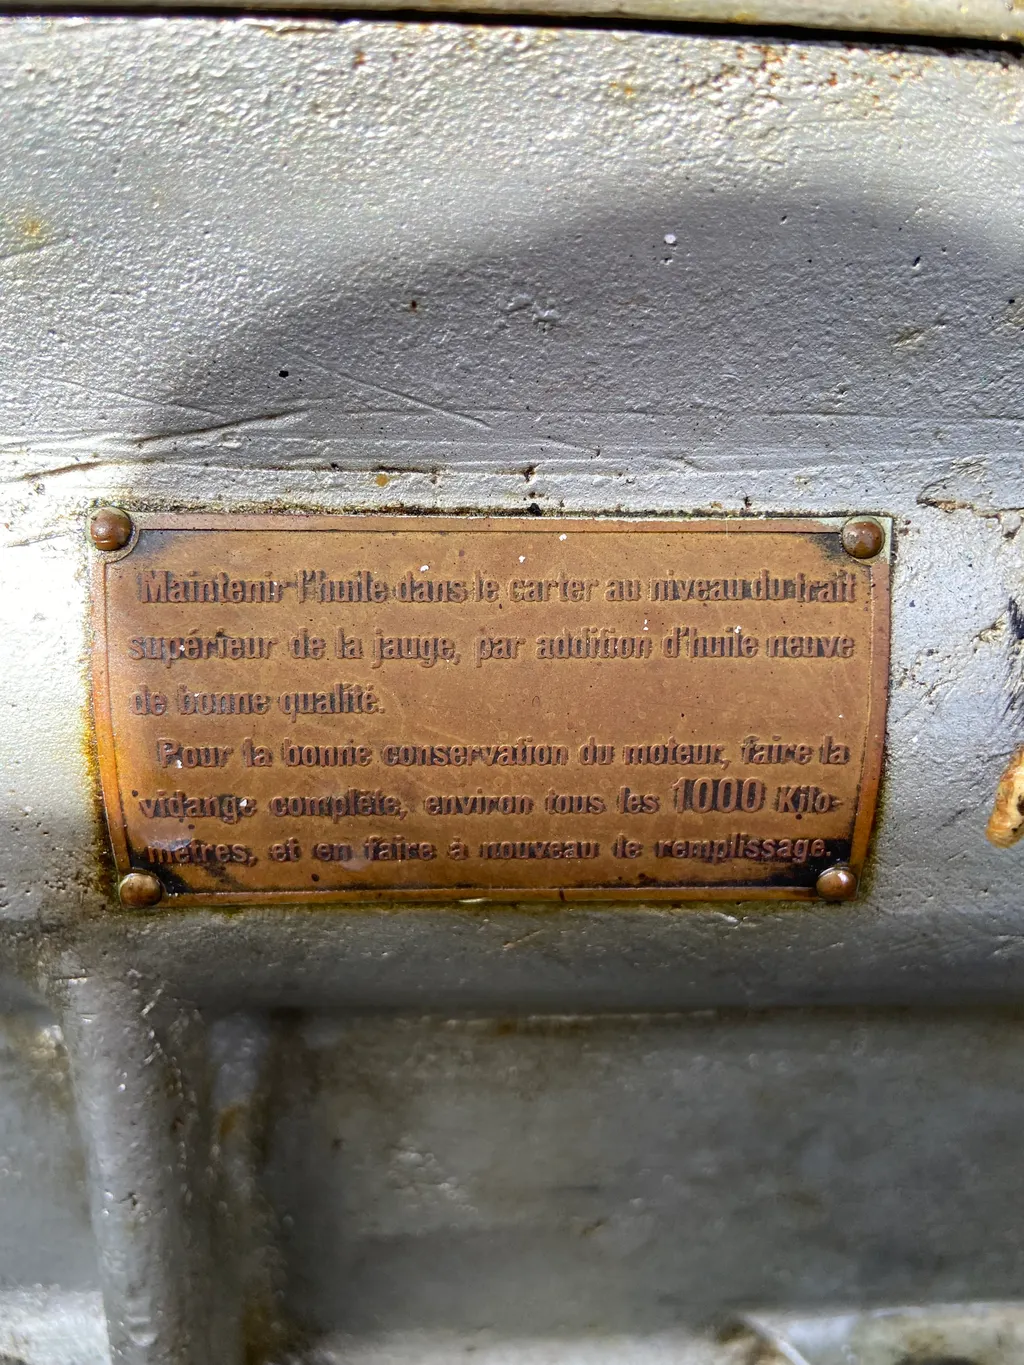 Maintenir l'huile dans le carter au niveau du trait
supérieur de la jauge, par addition d'huile neuve
de bonne qualité.
Pour la bonne conservation du moteur, faire la
vidange complète, environ tous les 1000 Kilo-
mètres, et en faire à nouveau le remplissage.